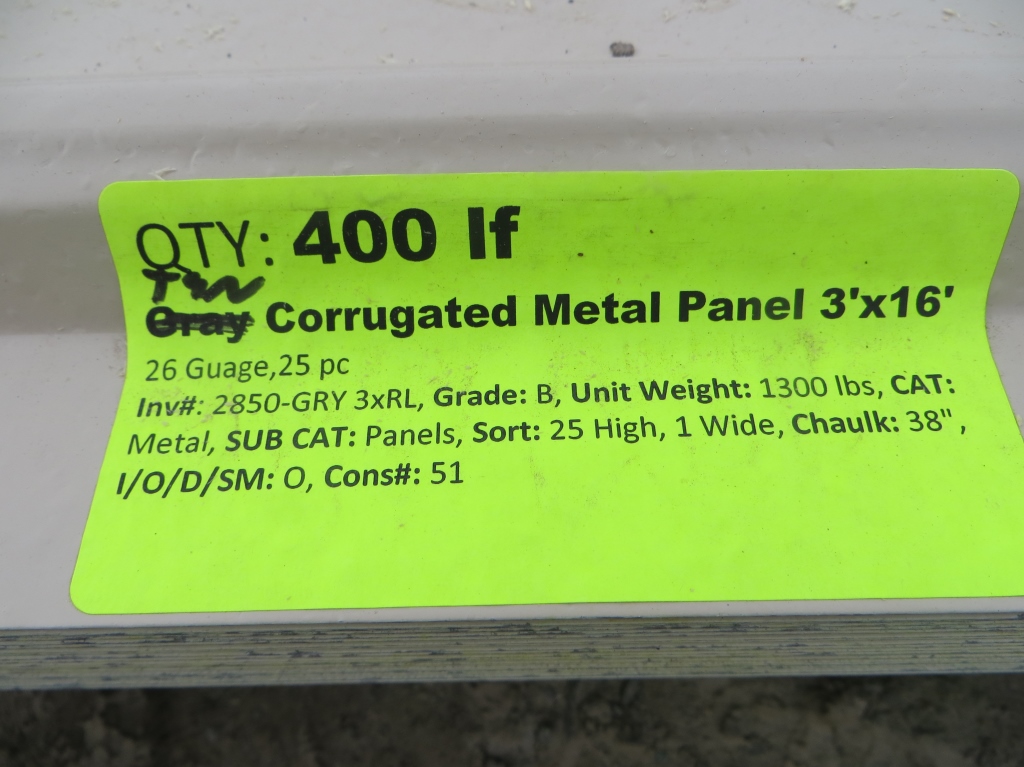 QTY: 400 lf
Tan
Gray Corrugated Metal Panel 3'x16'
26 Guage,25 pc
Inv#: 2850-GRY 3xRL, Grade: B, Unit Weight: 1300 lbs, CAT:
Metal, SUB CAT: Panels, Sort: 25 High, 1 Wide, Chaulk: 38",
I/O/D/SM: O, Cons#: 51